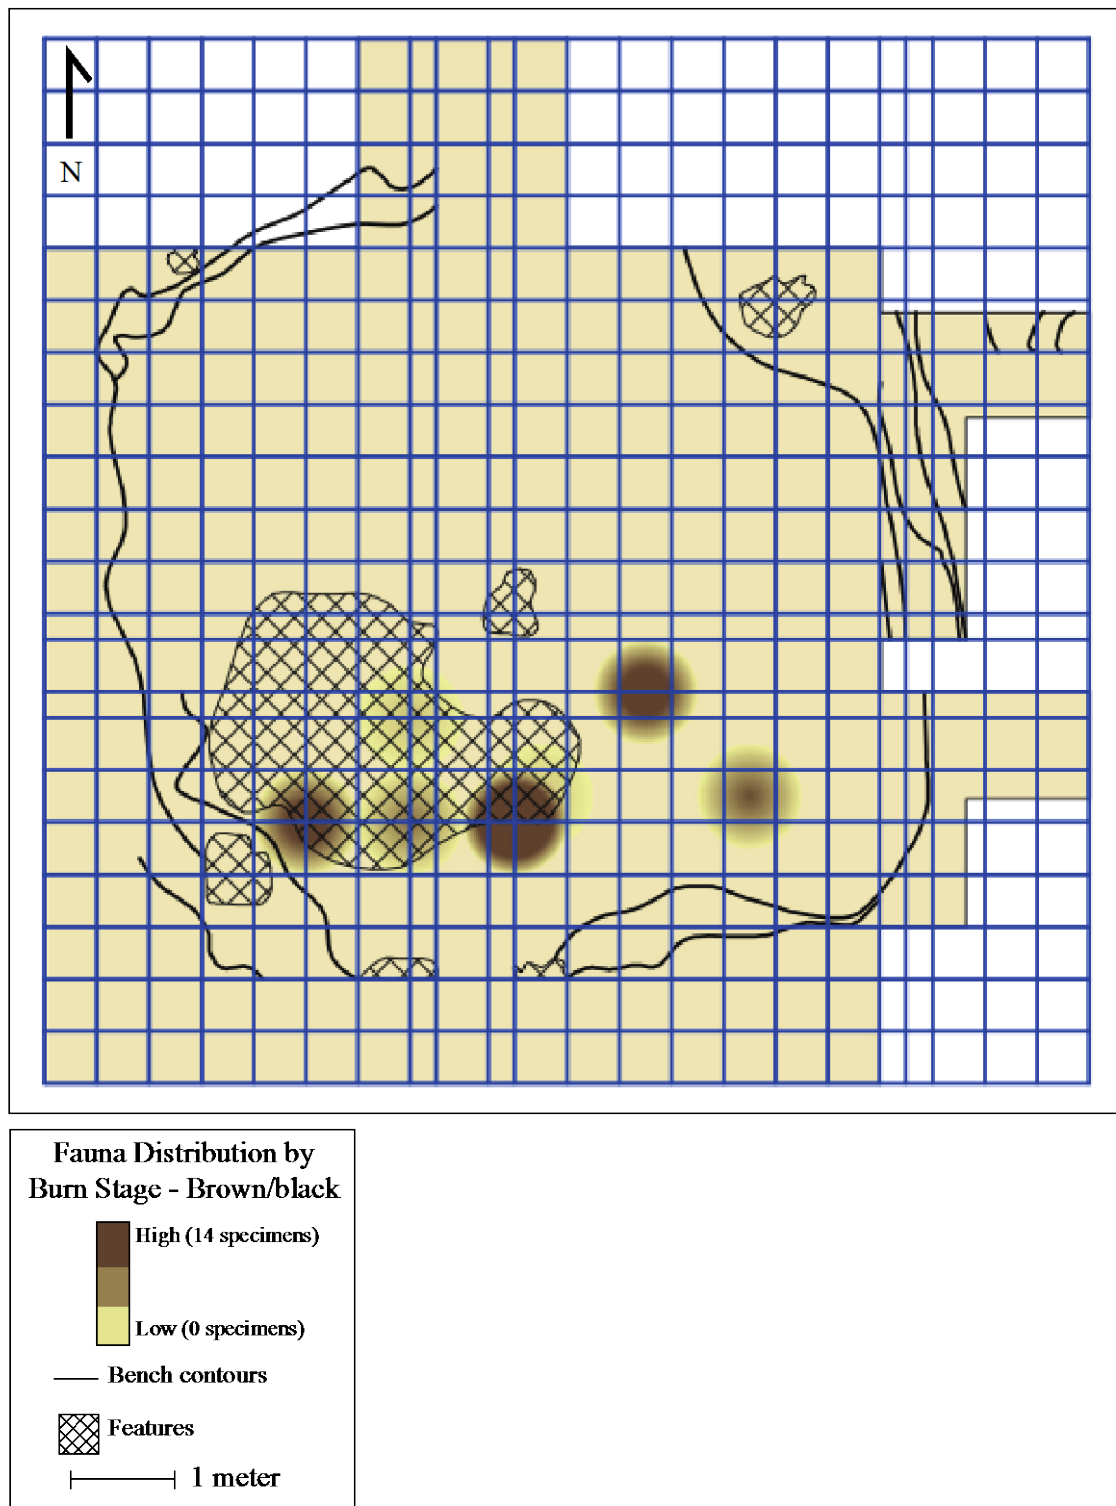 N
Fauna Distribution by
Burn Stage - Brown/black
High (14 specimens)
Low (0 specimens)
Bench contours
Features
1 meter